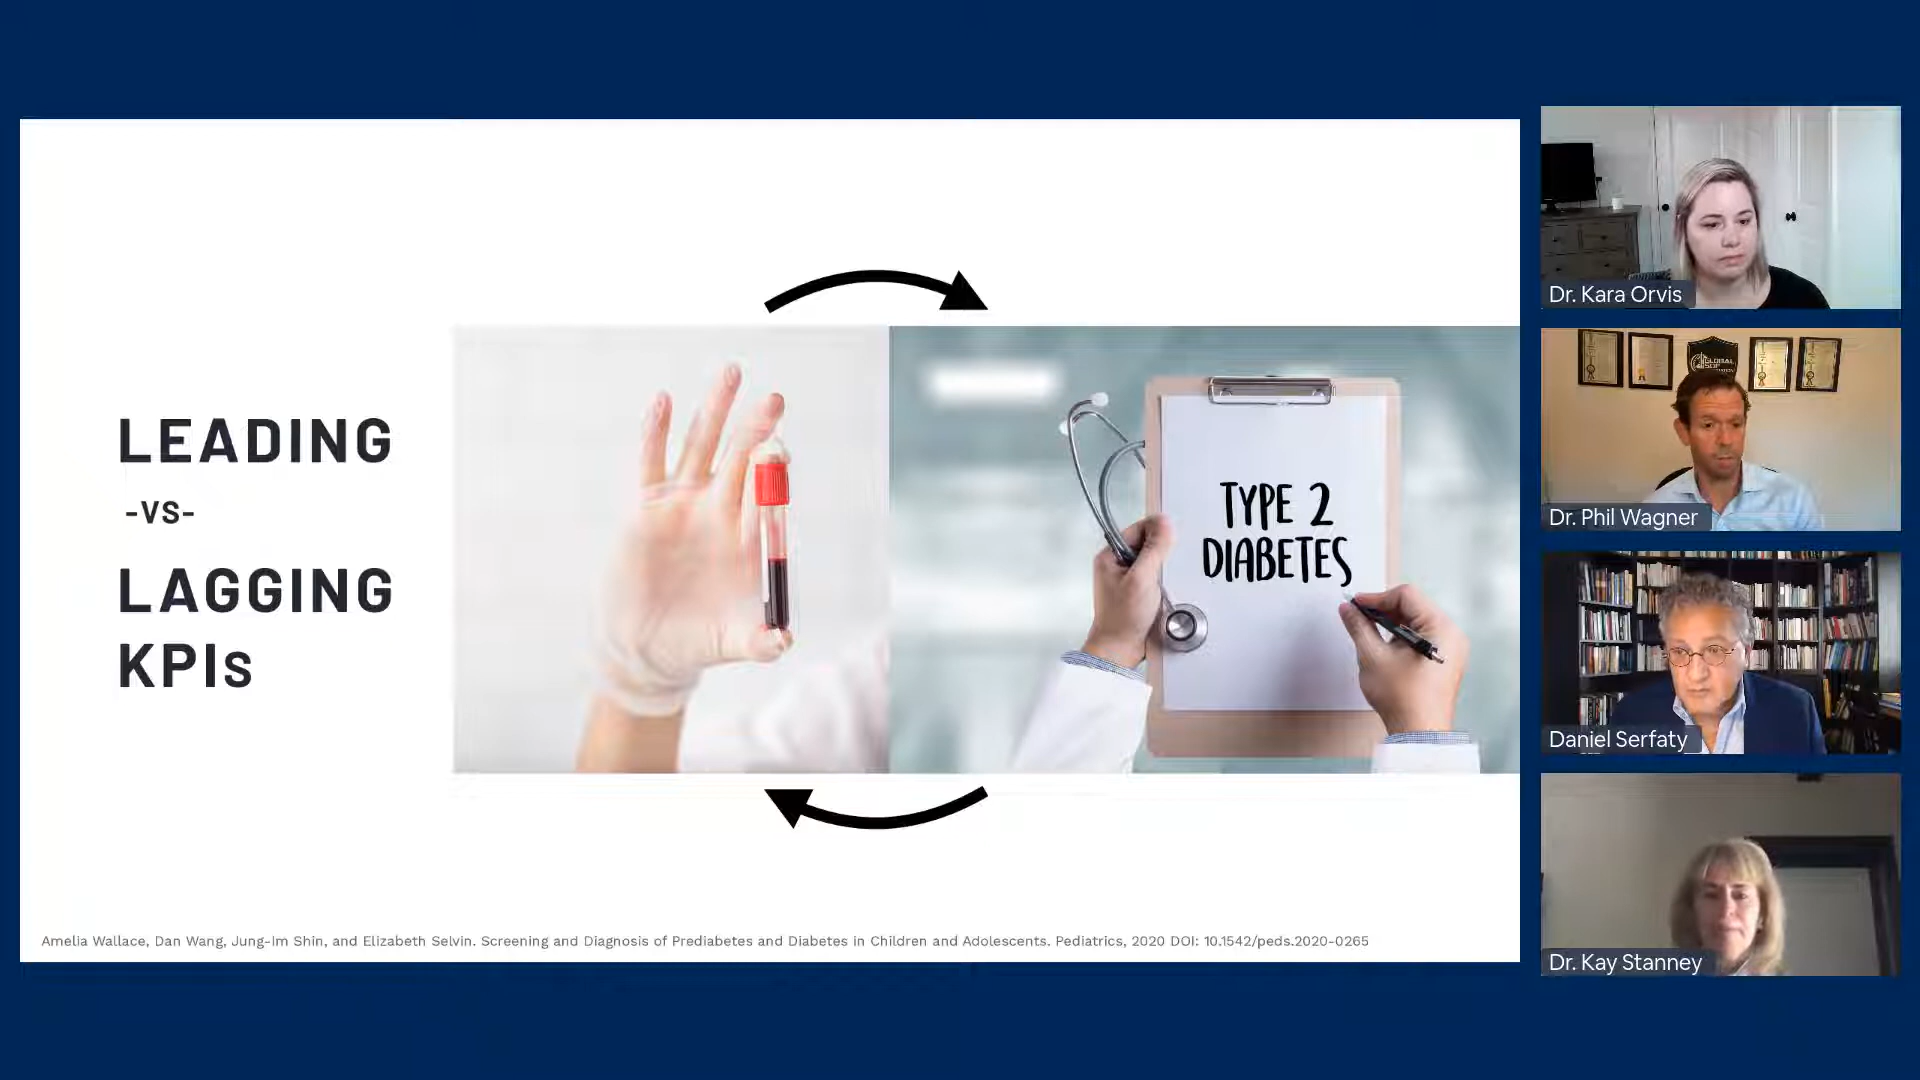 LEADING
-VS-
LAGGING
KPIs
TYPE 2
DIABETES
Amelia Wallace, Dan Wang, Jung-Im Shin, and Elizabeth Selvin. Screening and Diagnosis of Prediabetes and Diabetes in Children and Adolescents. Pediatrics, 2020 DOI: 10.1542/peds.2020-0265
Dr. Kara Orvis
Dr. Phil Wagner
Daniel Serfaty
Dr. Kay Stanney